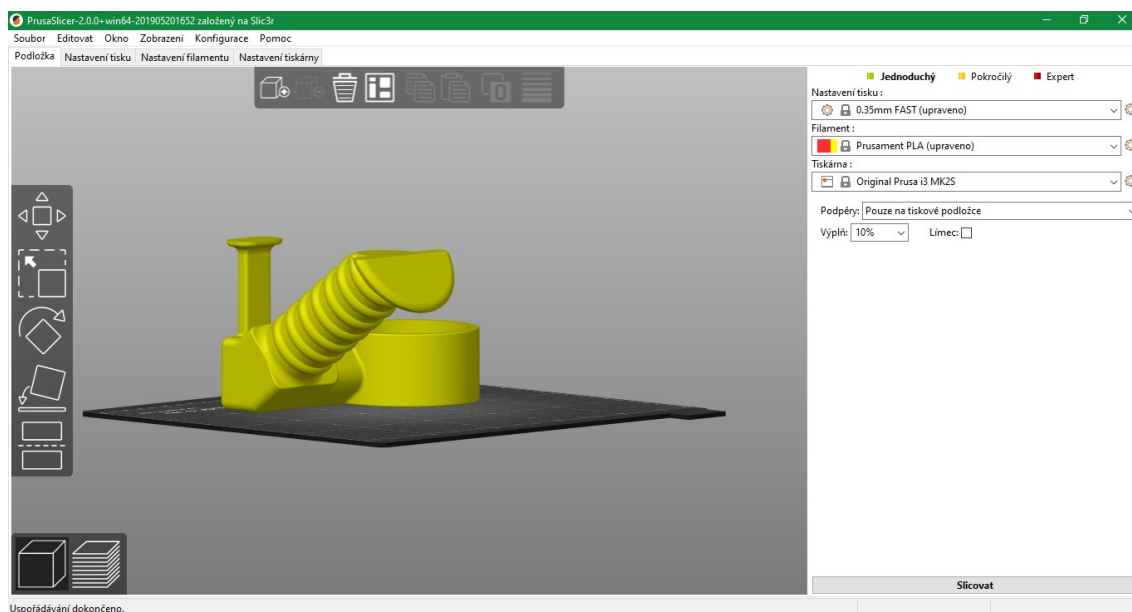 PrusaSlicer-2.0.0+win64-201905201652 založený na Slic3r
Soubor Editovat Okno Zobrazení Konfigurace Pomoc
Podložka Nastavení tisku Nastavení filamentu Nastavení tiskárny
Jednoduchý Pokročilý Expert
Nastavení tisku :
0.35mm FAST (upraveno)
Filament :
Prusament PLA (upraveno)
Tiskárna :
Original Prusa i3 MK2S
Podpěry: Pouze na tiskové podložce
Výplň: 10% Límec:
Slicovat
Uspořádávání dokončeno.